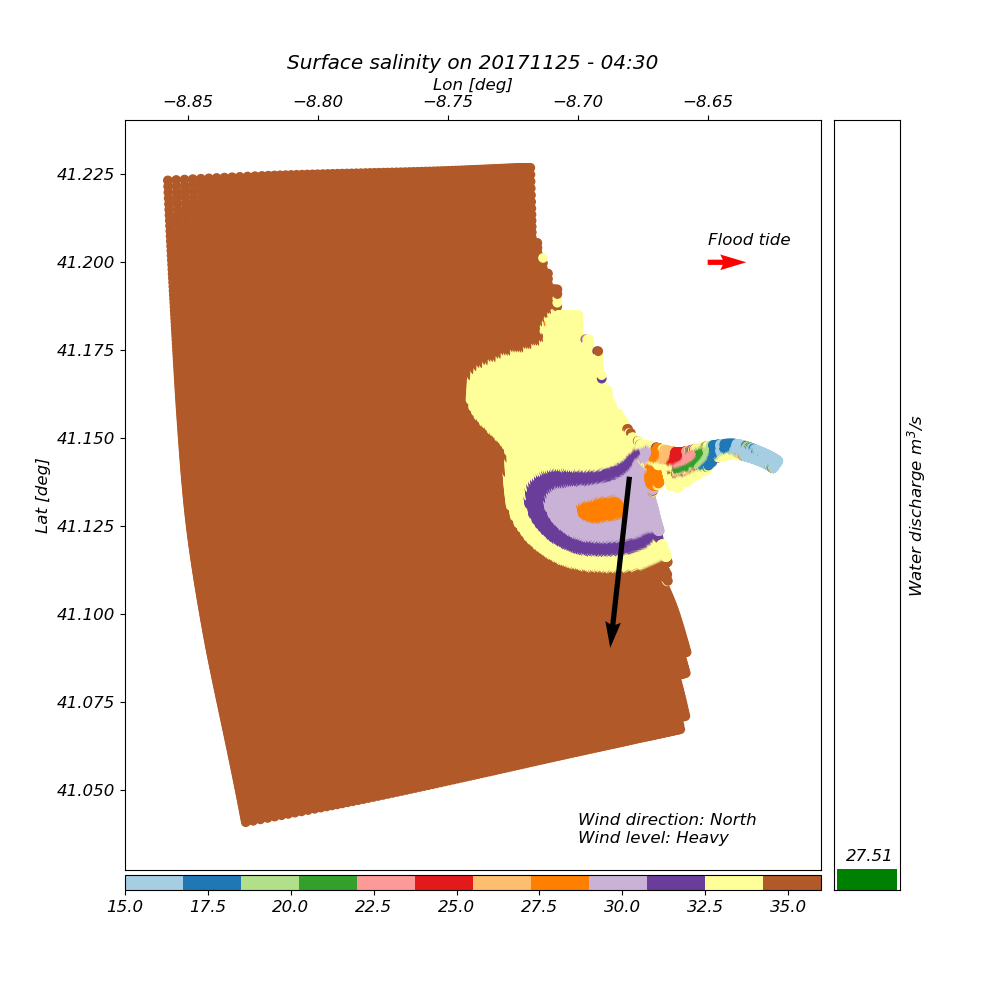 Surface salinity on 20171125 - 04:30
Lon [deg]
−8.85 −8.80 −8.75 −8.70 −8.65
41.225
41.200
41.175
41.150
41.125
41.100
41.075
41.050
Lat [deg]
Flood tide
Wind direction: North
Wind level: Heavy
15.0 17.5 20.0 22.5 25.0 27.5 30.0 32.5 35.0
27.51
Water discharge m³/s